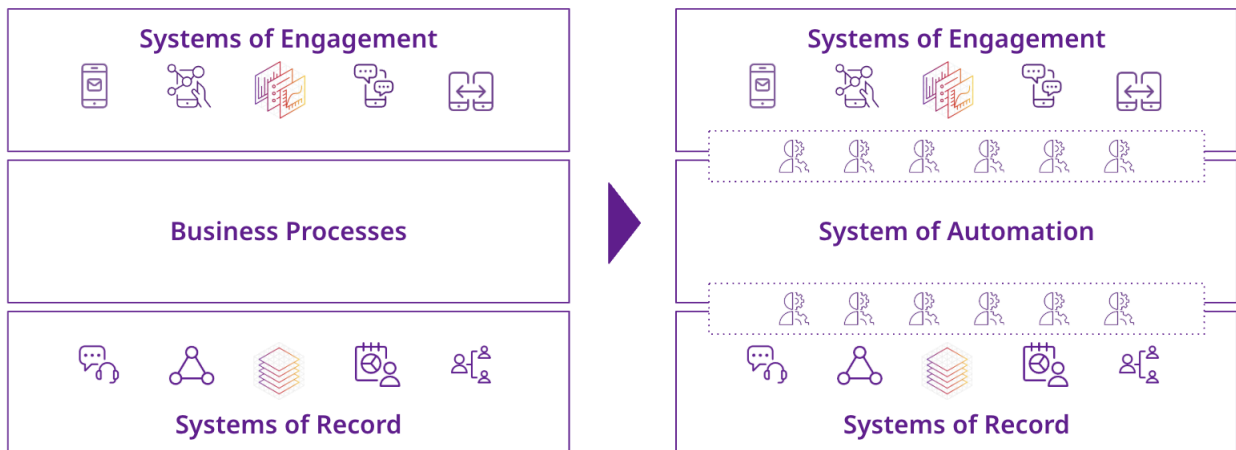 Systems of Engagement
Business Processes
Systems of Record
Systems of Engagement
System of Automation
Systems of Record